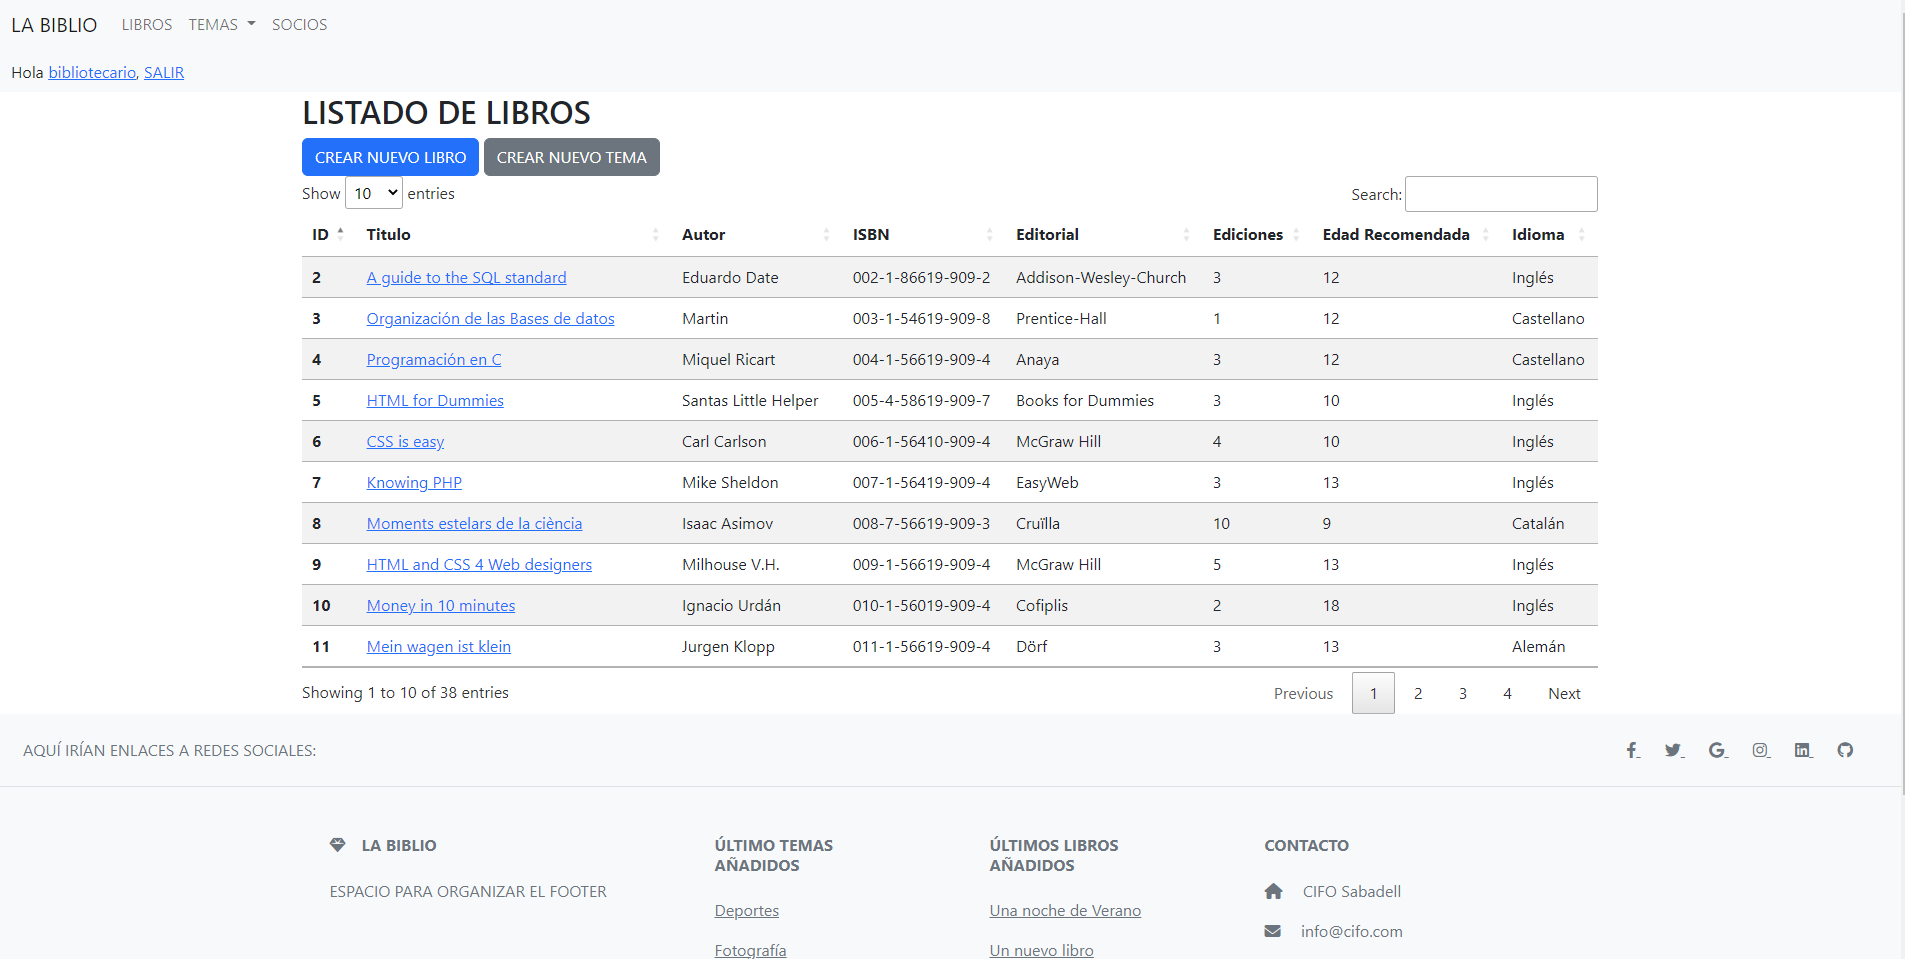 LA BIBLIO LIBROS TEMAS SOCIOS
Hola bibliotecario, SALIR
LISTADO DE LIBROS
CREAR NUEVO LIBRO CREAR NUEVO TEMA
Show 10 entries Search:
ID Titulo Autor ISBN Editorial Ediciones Edad Recomendada Idioma
2 A guide to the SQL standard Eduardo Date 002-1-86619-909-2 Addison-Wesley-Church 3 12 Inglés
3 Organización de las Bases de datos Martin 003-1-54619-909-8 Prentice-Hall 1 12 Castellano
4 Programación en C Miquel Ricart 004-1-56619-909-4 Anaya 3 12 Castellano
5 HTML for Dummies Santas Little Helper 005-4-58619-909-7 Books for Dummies 3 10 Inglés
6 CSS is easy Carl Carlson 006-1-56410-909-4 McGraw Hill 4 10 Inglés
7 Knowing PHP Mike Sheldon 007-1-56419-909-4 EasyWeb 3 13 Inglés
8 Moments estelars de la ciència Isaac Asimov 008-7-56619-909-3 Cruïlla 10 9 Catalán
9 HTML and CSS 4 Web designers Milhouse V.H. 009-1-56619-909-4 McGraw Hill 5 13 Inglés
10 Money in 10 minutes Ignacio Urdán 010-1-56019-909-4 Cofiplis 2 18 Inglés
11 Mein wagen ist klein Jurgen Klopp 011-1-56619-909-4 Dörf 3 13 Alemán
Showing 1 to 10 of 38 entries Previous 1 2 3 4 Next
AQUÍ IRÍAN ENLACES A REDES SOCIALES:
LA BIBLIO
ESPACIO PARA ORGANIZAR EL FOOTER
ÚLTIMO TEMAS
AÑADIDOS
Deportes
Fotografía
ÚLTIMOS LIBROS
AÑADIDOS
Una noche de Verano
Un nuevo libro
CONTACTO
CIFO Sabadell
info@cifo.com